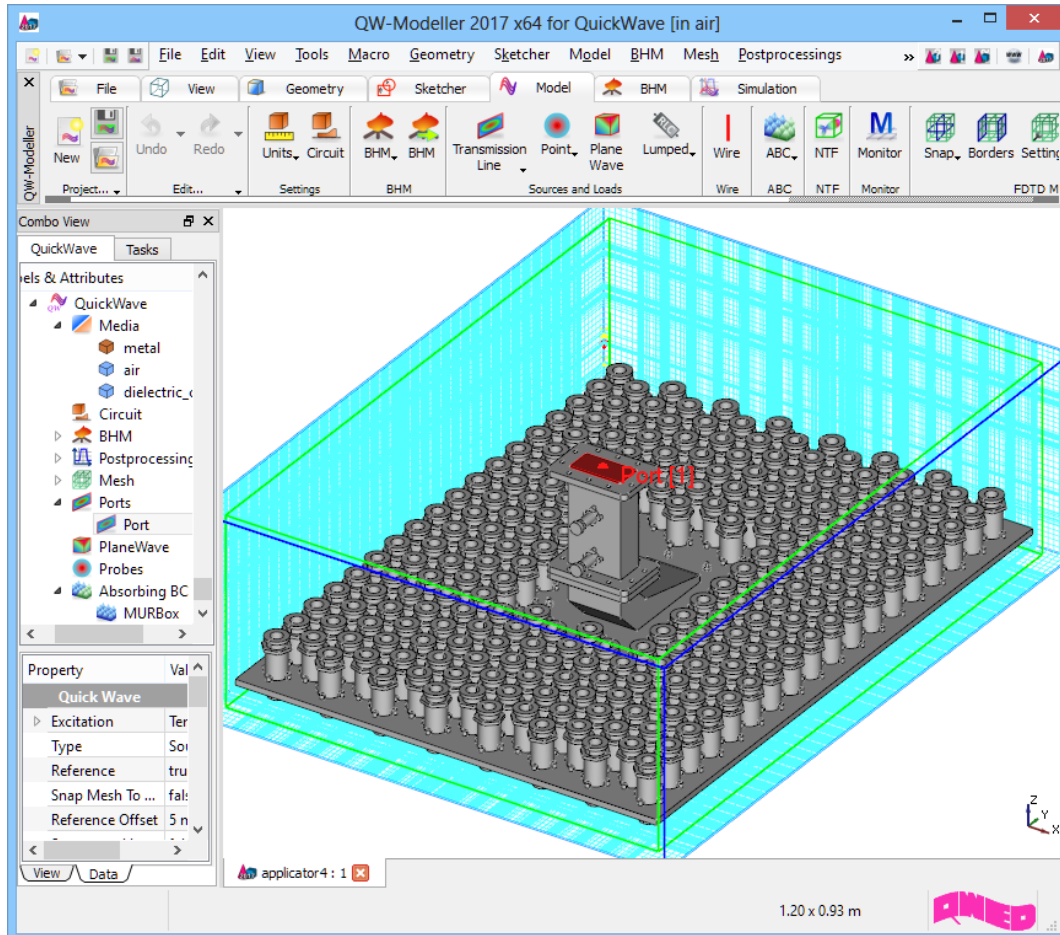 QW-Modeller 2017 x64 for QuickWave [in air]
File Edit View Tools Macro Geometry Sketcher Model BHM Mesh Postprocessings »
File View Geometry Sketcher Model BHM Simulation
QW-Modeller
New Undo Redo Units Circuit BHM BHM Transmission Line Point Plane Wave Lumped Wire ABC NTF Monitor Snap Borders Setting
Project... Edit... Settings BHM Sources and Loads Wire ABC NTF Monitor FDTD M
Combo View
QuickWave Tasks
els & Attributes
QuickWave
Media
metal
air
dielectric_c
Circuit
BHM
Postprocessing
Mesh
Ports
Port
PlaneWave
Probes
Absorbing BC
MURBox
Port [1]
Property Val
Quick Wave
Excitation Ter
Type Sou
Reference tru
Snap Mesh To ... fals
Reference Offset 5 n
View Data
Z
Y
X
applicator4 : 1
1.20 x 0.93 m
QWED